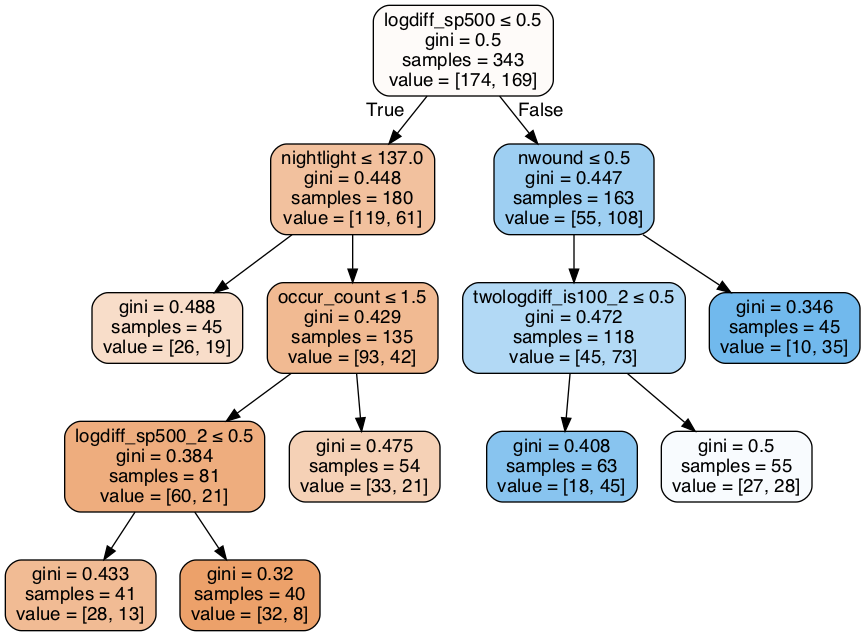 logdiff_sp500 ≤ 0.5
gini = 0.5
samples = 343
value = [174, 169]
True
False
nightlight ≤ 137.0
gini = 0.448
samples = 180
value = [119, 61]
nwound ≤ 0.5
gini = 0.447
samples = 163
value = [55, 108]
gini = 0.488
samples = 45
value = [26, 19]
occur_count ≤ 1.5
gini = 0.429
samples = 135
value = [93, 42]
twologdiff_is100_2 ≤ 0.5
gini = 0.472
samples = 118
value = [45, 73]
gini = 0.346
samples = 45
value = [10, 35]
logdiff_sp500_2 ≤ 0.5
gini = 0.384
samples = 81
value = [60, 21]
gini = 0.475
samples = 54
value = [33, 21]
gini = 0.408
samples = 63
value = [18, 45]
gini = 0.5
samples = 55
value = [27, 28]
gini = 0.433
samples = 41
value = [28, 13]
gini = 0.32
samples = 40
value = [32, 8]